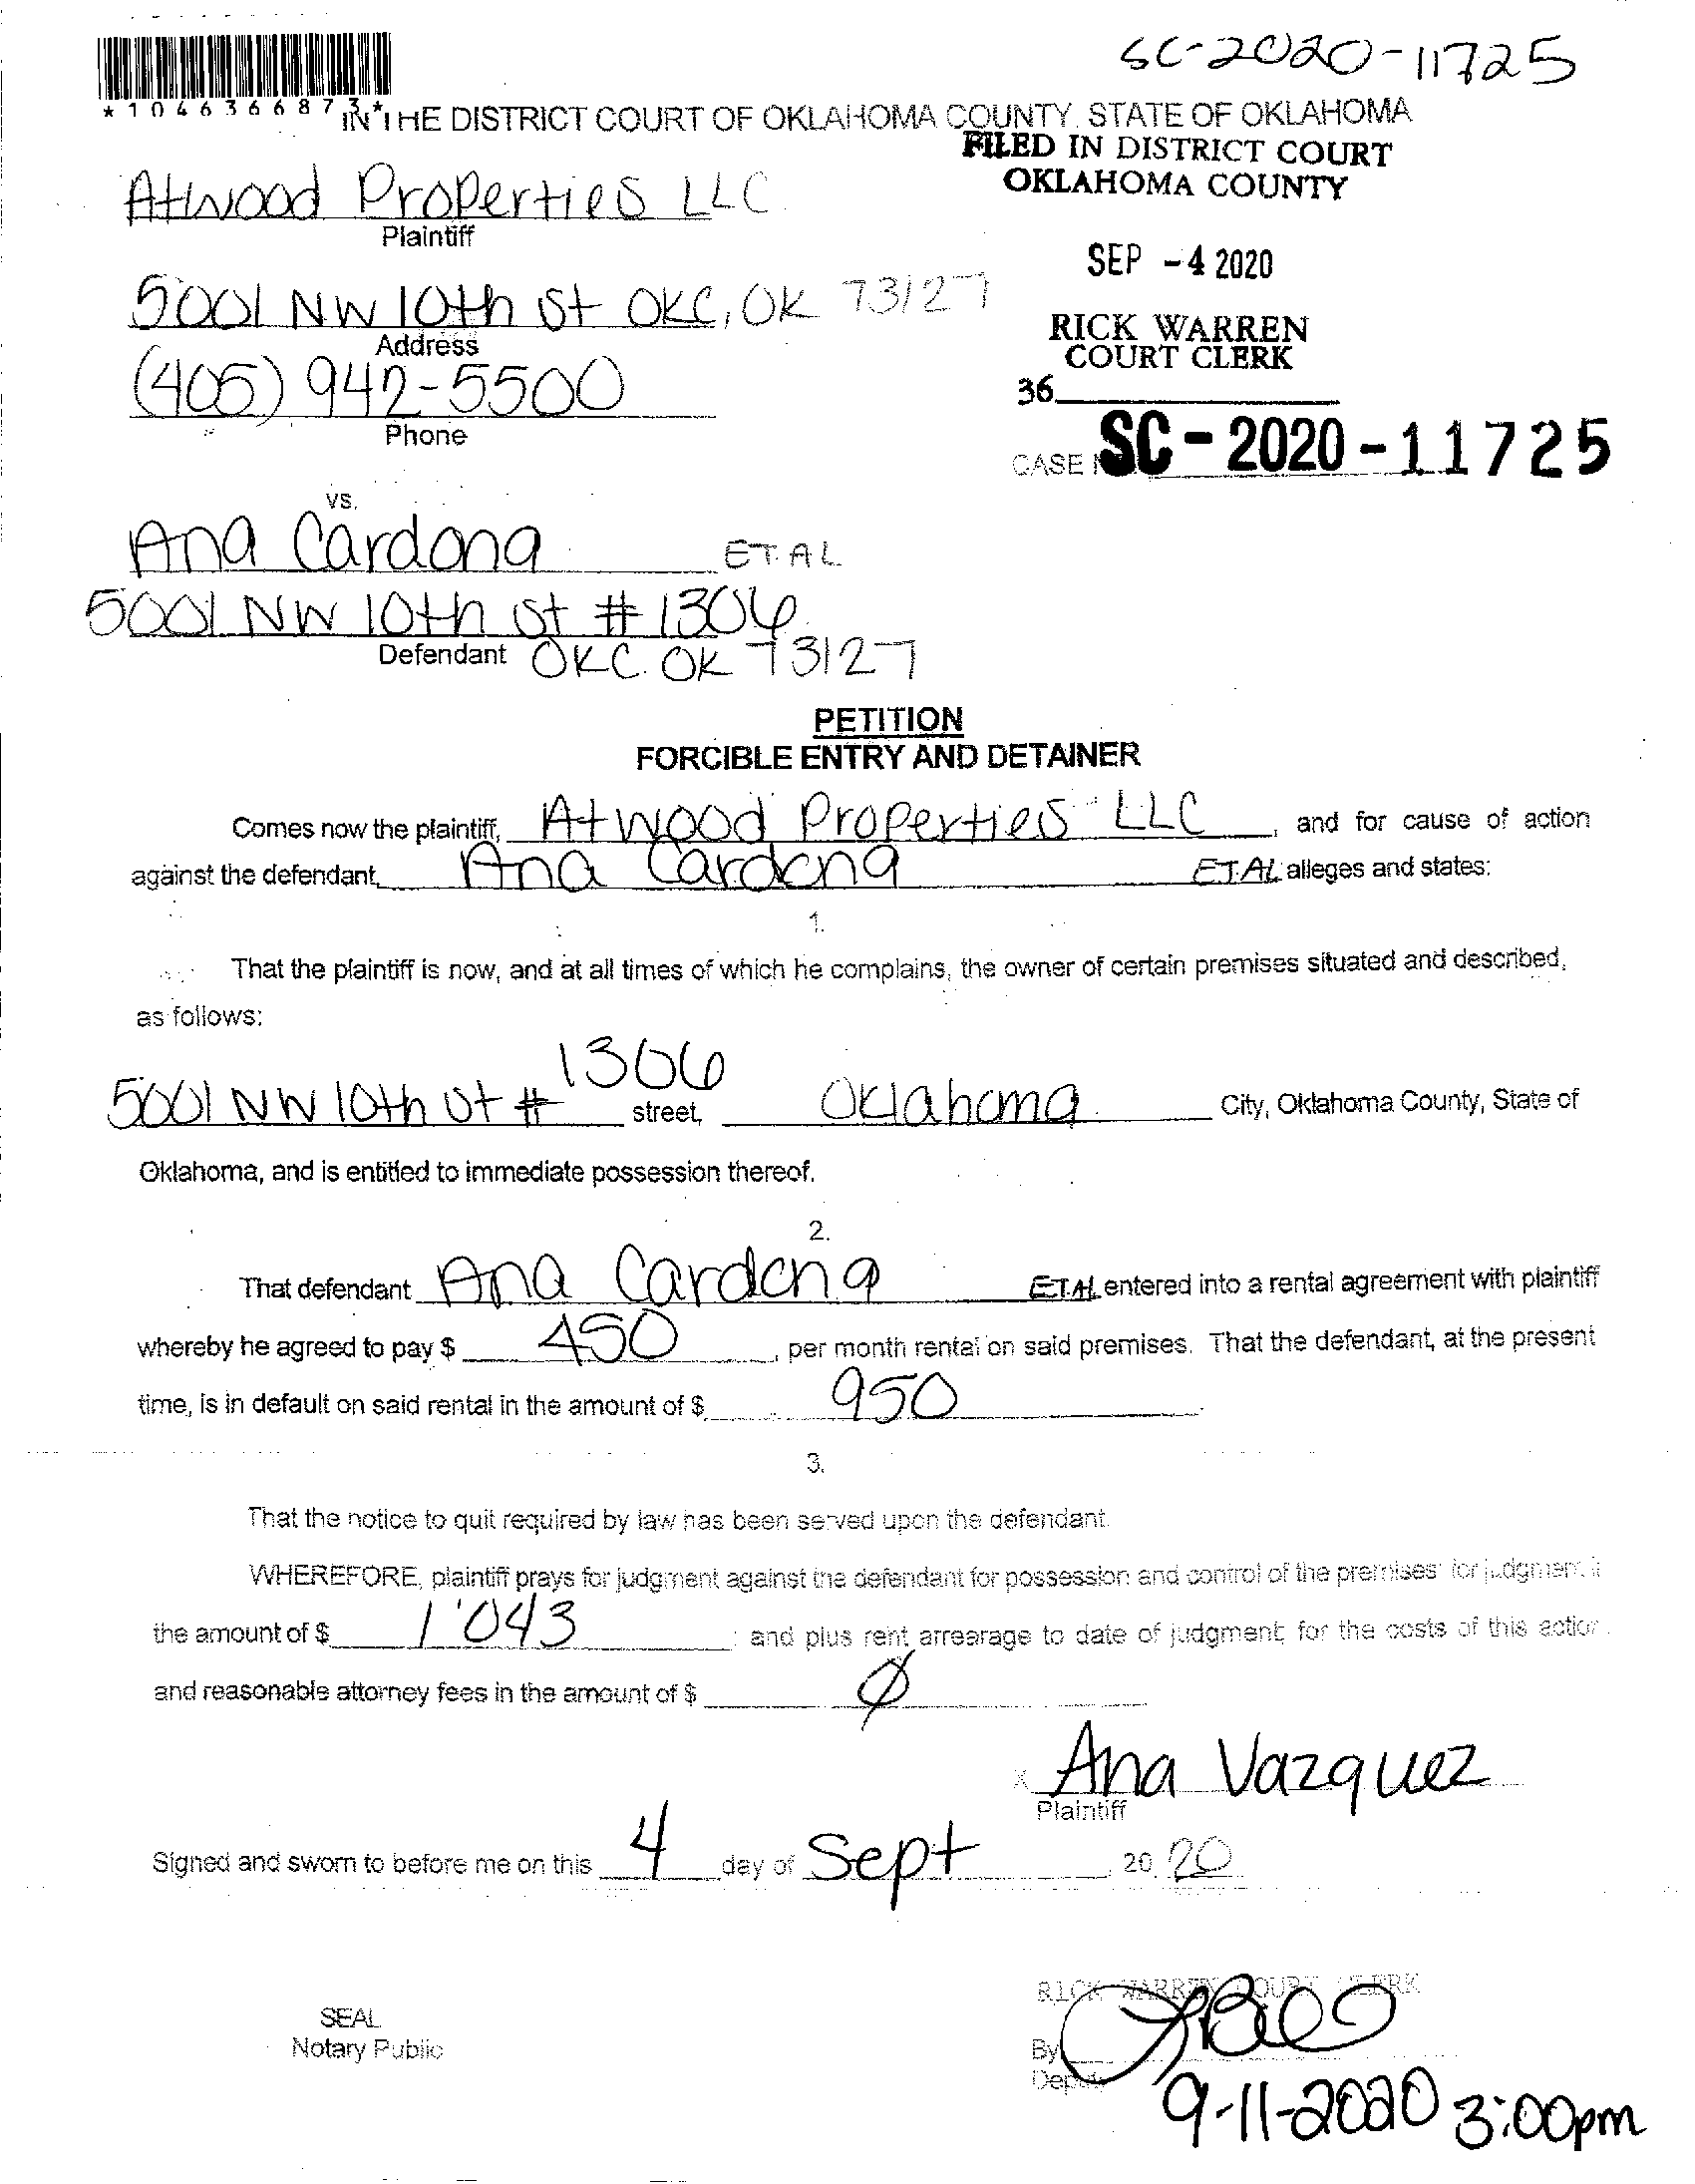 SC-2020-11725
*1046366873*
IN THE DISTRICT COURT OF OKLAHOMA COUNTY, STATE OF OKLAHOMA
FILED IN DISTRICT COURT
OKLAHOMA COUNTY
Atwood Properties LLC
Plaintiff
SEP -4 2020
5001 NW 10th St OKC, OK 73127
Address
RICK WARREN
COURT CLERK
(405) 942-5500
Phone
36
CASE
SC-2020-11725
vs.
Ana Cardona ET. AL
5001 NW 10th St # 1306
Defendant OKC. OK 73127
PETITION
FORCIBLE ENTRY AND DETAINER
Comes now the plaintiff, Atwood Properties LLC, and for cause of action
against the defendant, Ana Cardona ET.AL alleges and states:
1.
That the plaintiff is now, and at all times of which he complains, the owner of certain premises situated and described,
as follows:
5001 NW 10th St # 1306 street, Oklahoma City, Oklahoma County, State of
Oklahoma, and is entitled to immediate possession thereof.
2.
That defendant Ana Cardona ET.AL entered into a rental agreement with plaintiff
whereby he agreed to pay $ 450, per month rental on said premises. That the defendant, at the present
time, is in default on said rental in the amount of $ 950.
3.
That the notice to quit required by law has been served upon the defendant.
WHEREFORE, plaintiff prays for judgment against the defendant for possession and control of the premises; for judgment i
the amount of $ 1'043; and plus rent arrearage to date of judgment; for the costs of this action.
and reasonable attorney fees in the amount of $ Ø
x Ana Vazquez
Plaintiff
Signed and sworn to before me on this 4 day of Sept, 20 20
RICK WARREN COURT CLERK
SEAL
Notary Public
By
Deputy
9-11-2020 3:00pm